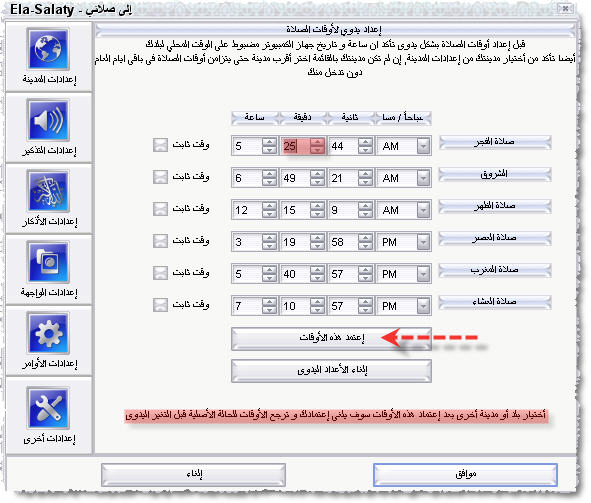 Ela-Salaty - إلى صلاتي
إعداد يدوي لأوقات الصلاة
قبل إعداد أوقات الصلاة بشكل يدوى تأكد ان ساعة و تاريخ جهاز الكمبيوتر مضبوط على الوقت المحلي لبلدك
أيضا تأكد من أختيار مدينتك من إعدادات المدينة, إن لم تكن مدينتك بالقائمة اختر أقرب مدينة حتى يتزامن أوقات الصلاة في باقى ايام العام
دون تدخل منك
صباحاً / مسا ثانية دقيقة ساعة
صلاة الفجر AM 44 25 5 وقت ثابت
الشروق AM 21 49 6 وقت ثابت
صلاة الظهر AM 9 15 12 وقت ثابت
صلاة العصر PM 58 19 3 وقت ثابت
صلاة المغرب PM 57 40 5 وقت ثابت
صلاة العشاء PM 57 10 7 وقت ثابت
إعتمد هذه الأوقات
إلغاء الأعداد اليدوى
أختيار بلد أو مدينة أخرى بعد إعتماد هذه الأوقات سوف يلغي إعتمادك و ترجع الأوقات للحالة الأصلية قبل التغير اليدوى
إعدادات المدينة
إعدادات التذكير
إعدادات الأذكار
إعدادات الواجهة
إعدادات الأوامر
إعدادات أخرى
موافق
إلغاء